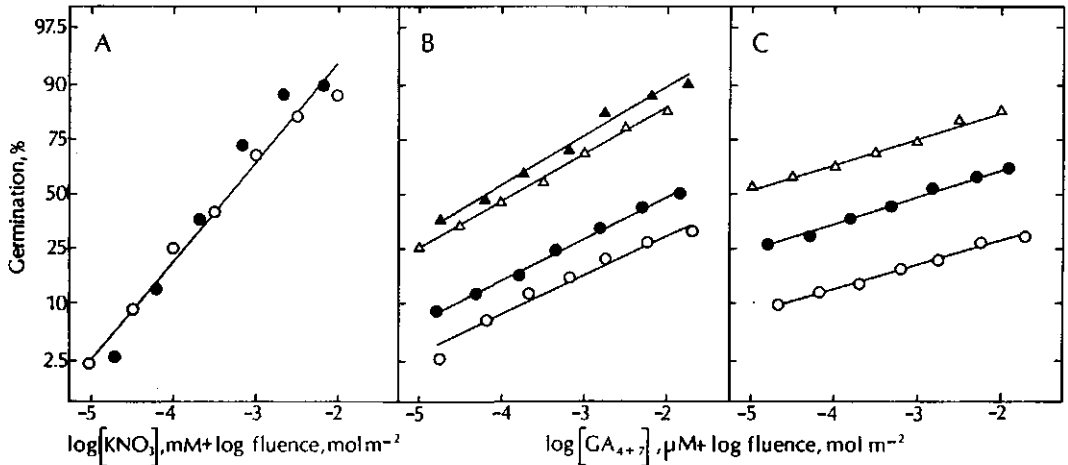 A B C
97.5
90
75
50
25
10
2.5
Germination, %
-5 -4 -3 -2 -5 -4 -3 -2 -5 -4 -3 -2
log[KNO3], mM + log fluence, mol m-2 log[GA4+7], µM + log fluence, mol m-2